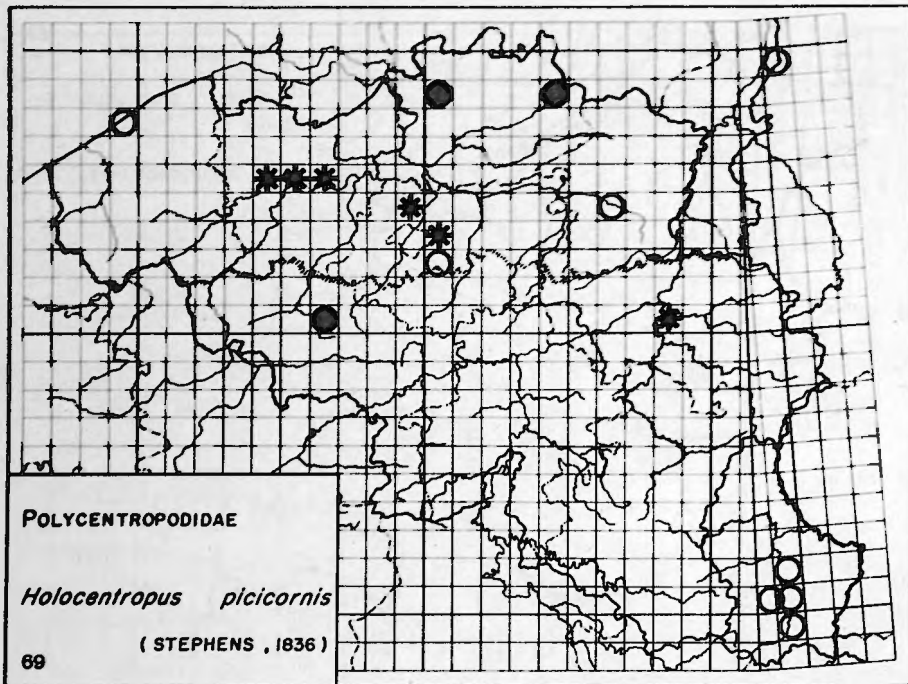 POLYCENTROPODIDAE
Holocentropus picicornis
(STEPHENS , 1836)
69